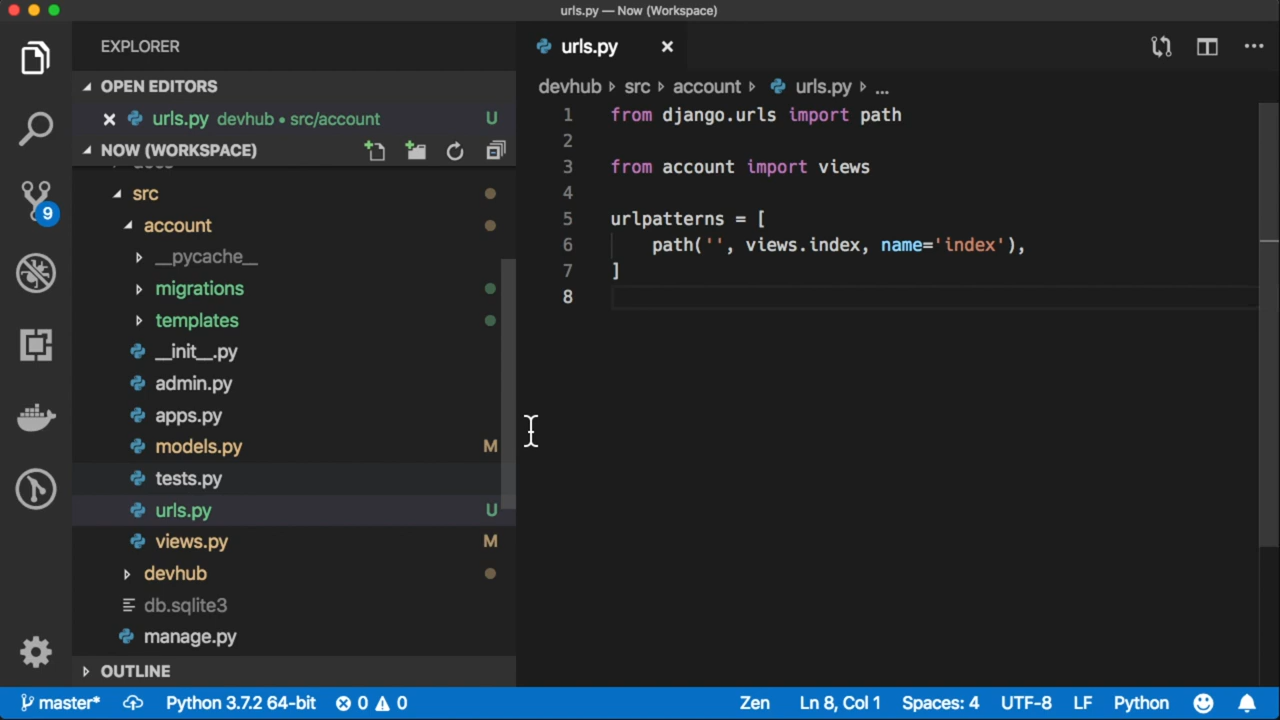 urls.py — Now (Workspace)
EXPLORER
OPEN EDITORS
urls.py devhub • src/account U
NOW (WORKSPACE)
src
account
__pycache__
migrations
templates
__init__.py
admin.py
apps.py
models.py M
tests.py
urls.py U
views.py M
devhub
db.sqlite3
manage.py
OUTLINE
9
urls.py
devhub src account urls.py ...
1 from django.urls import path
2
3 from account import views
4
5 urlpatterns = [
6 path('', views.index, name='index'),
7 ]
8
master* Python 3.7.2 64-bit 0 0 Zen Ln 8, Col 1 Spaces: 4 UTF-8 LF Python